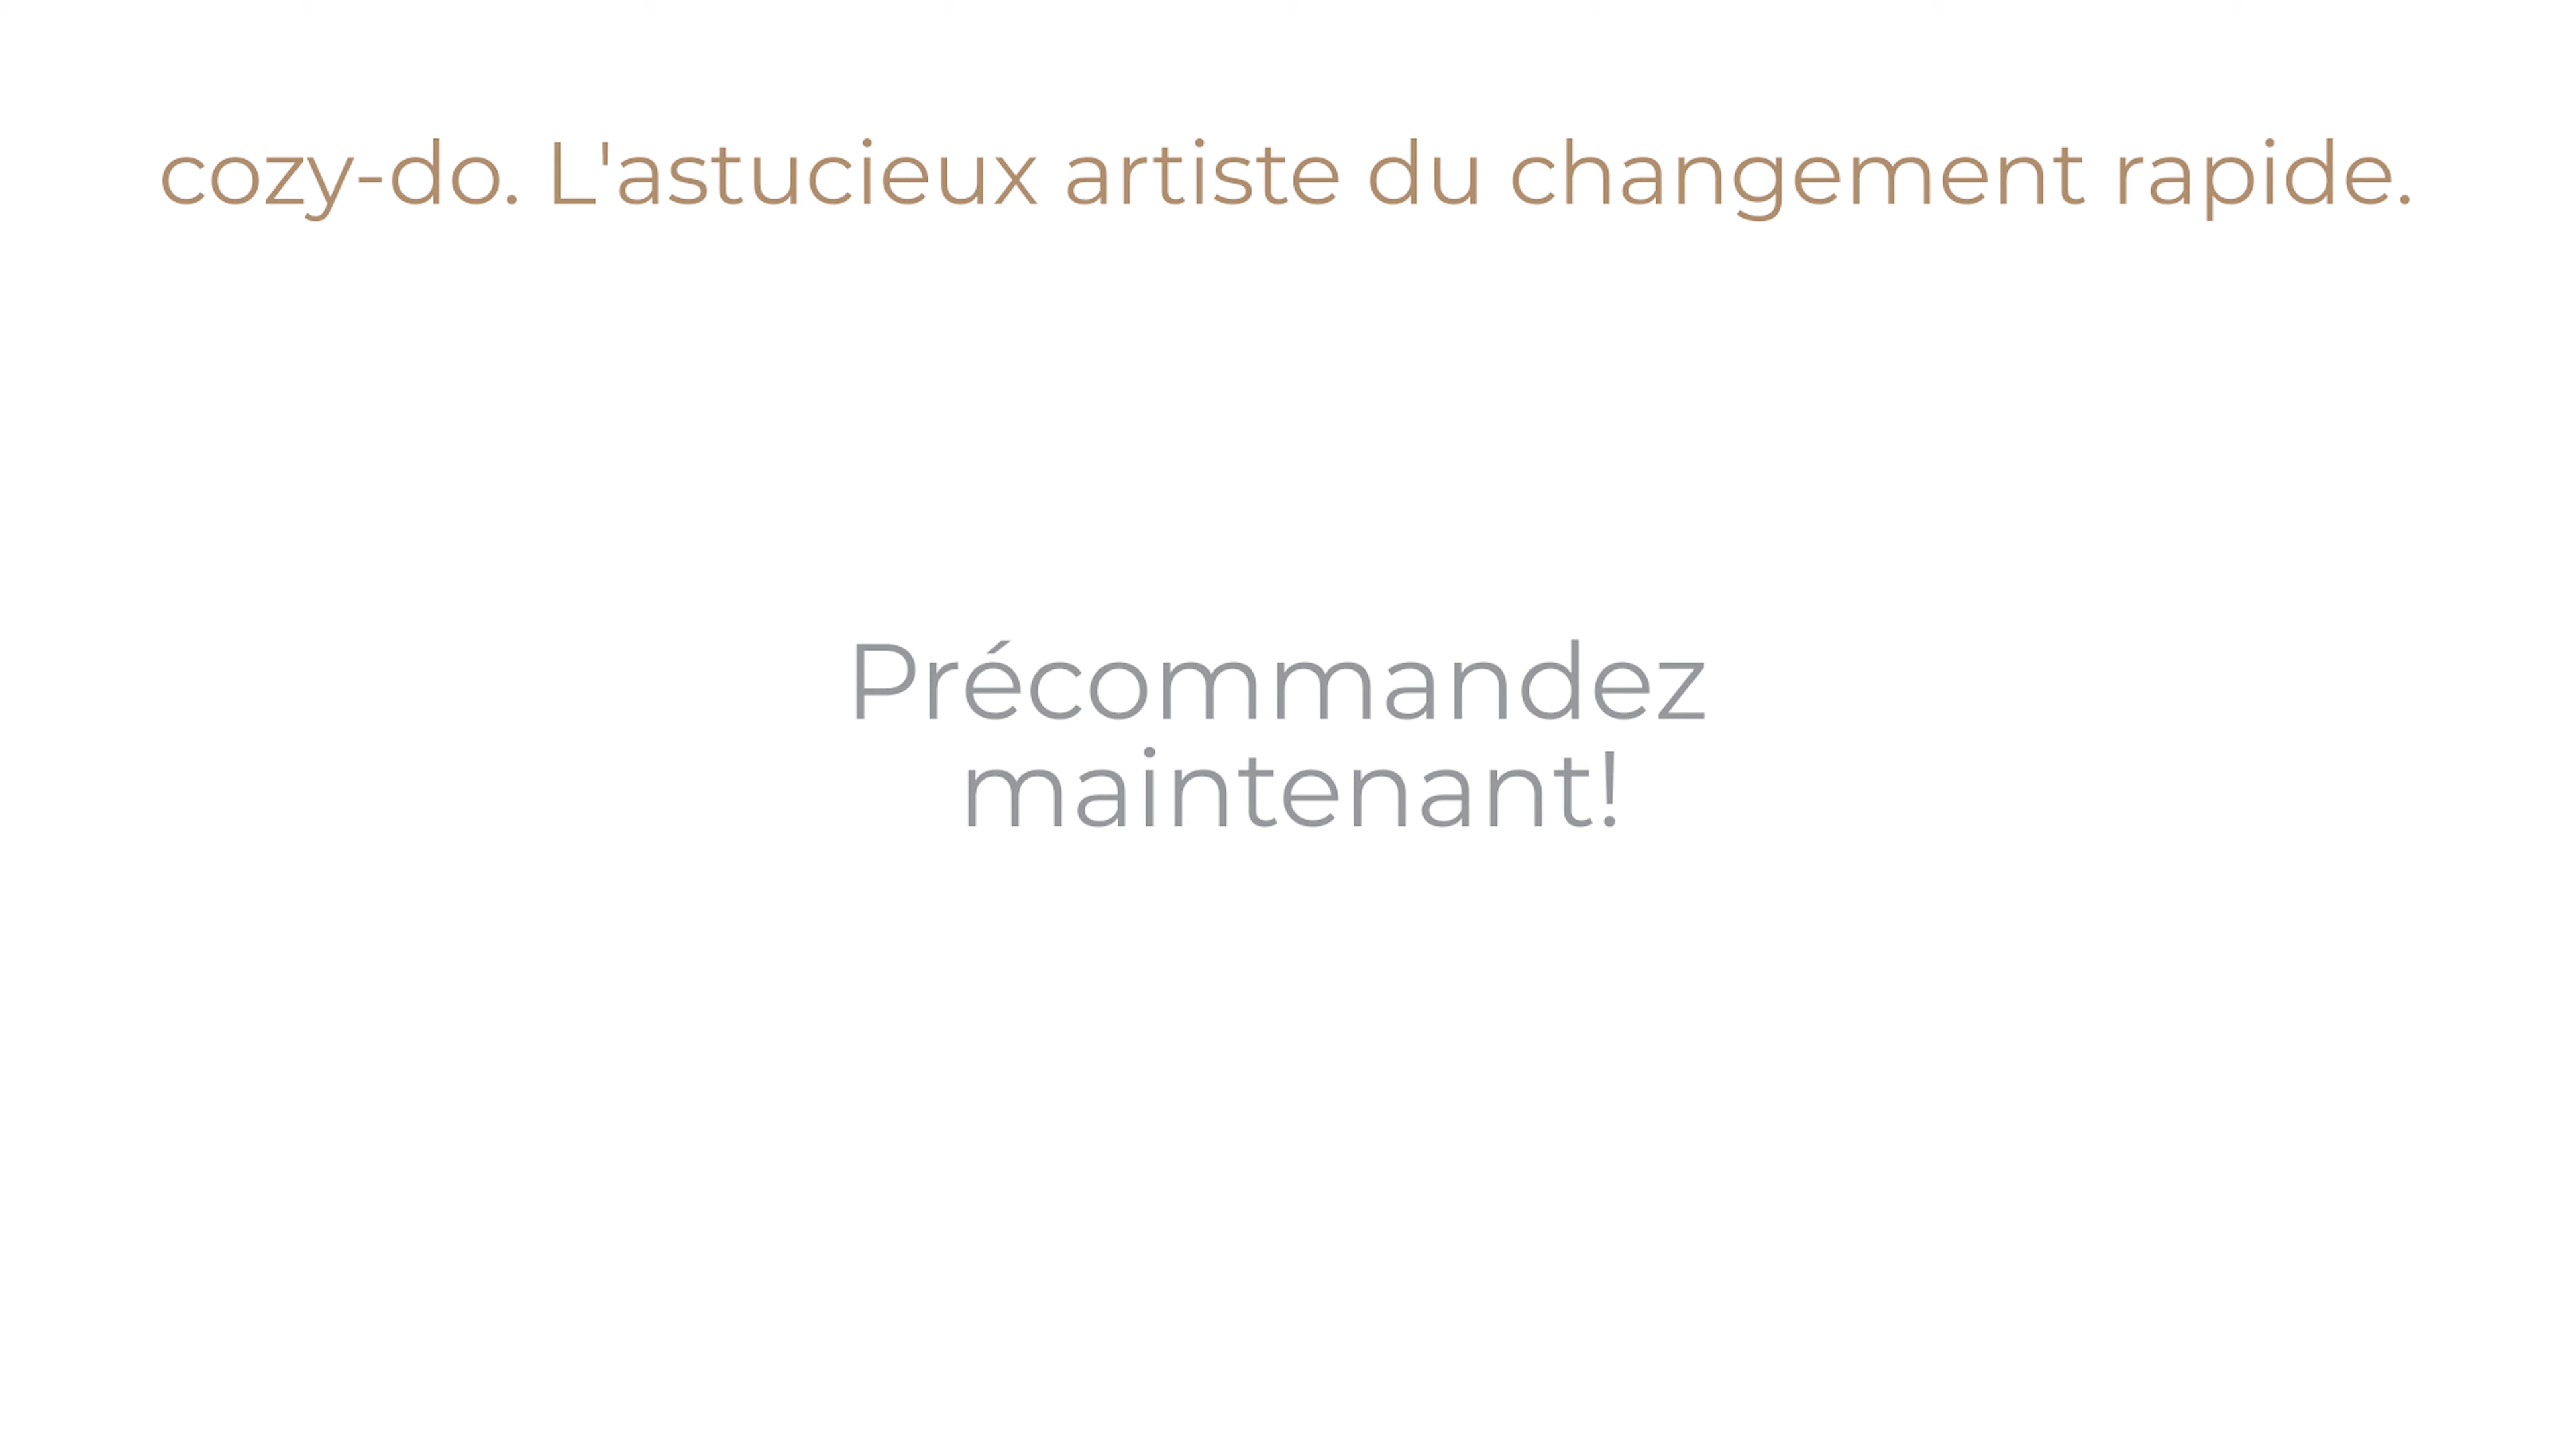 cozy-do. L'astucieux artiste du changement rapide.
Précommandez
maintenant!